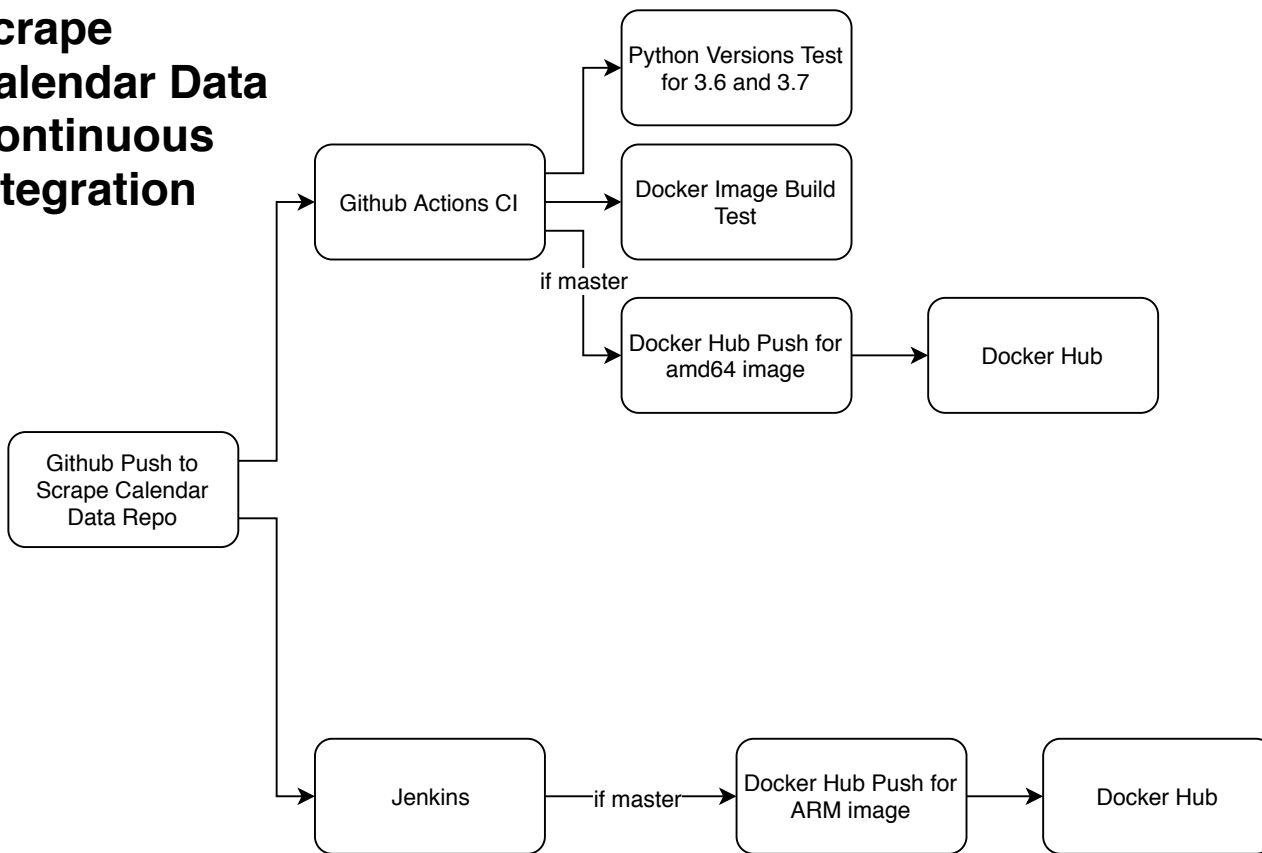 crape
alendar Data
ontinuous
tegration
Python Versions Test
for 3.6 and 3.7
Github Actions CI
Docker Image Build
Test
if master
Docker Hub Push for
amd64 image
Docker Hub
Github Push to
Scrape Calendar
Data Repo
Jenkins
if master
Docker Hub Push for
ARM image
Docker Hub